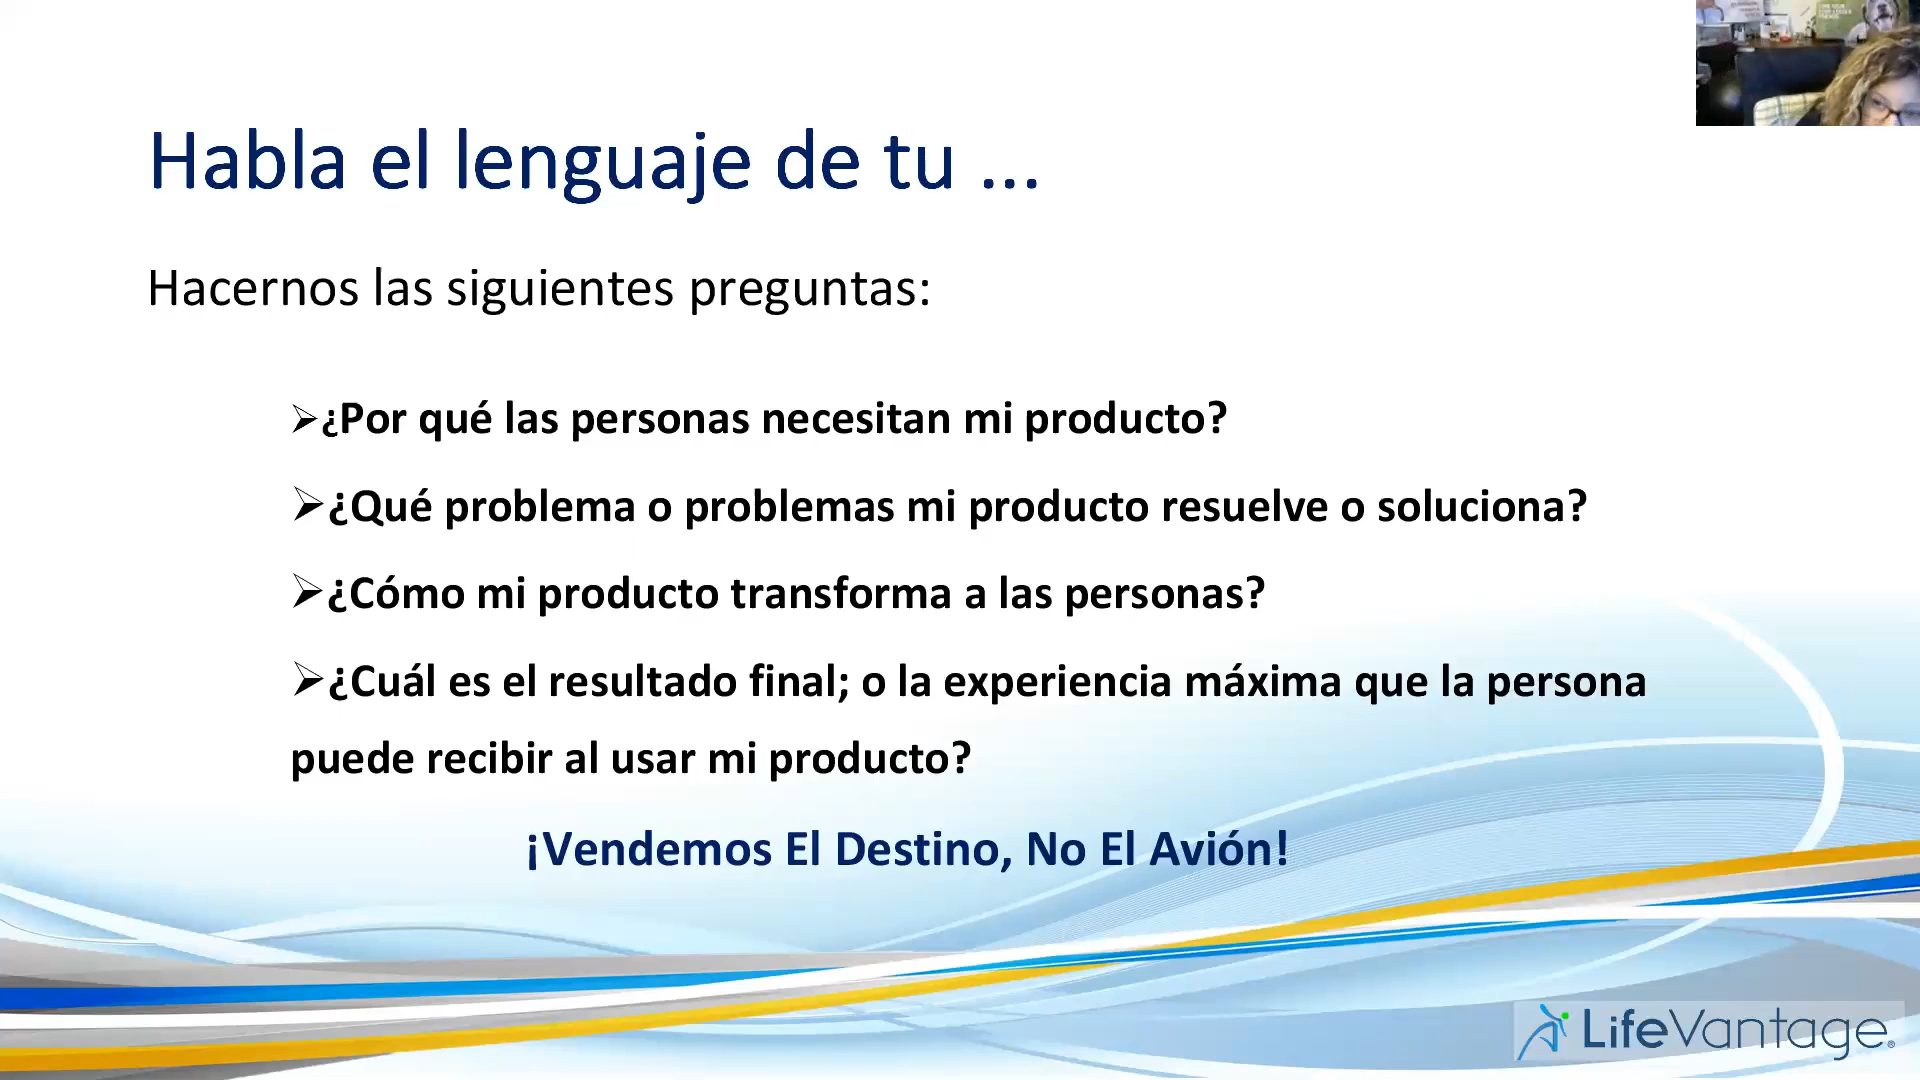 Habla el lenguaje de tu ...
Hacernos las siguientes preguntas:
➢¿Por qué las personas necesitan mi producto?
➢¿Qué problema o problemas mi producto resuelve o soluciona?
➢¿Cómo mi producto transforma a las personas?
➢¿Cuál es el resultado final; o la experiencia máxima que la persona
puede recibir al usar mi producto?
¡Vendemos El Destino, No El Avión!
LifeVantage®